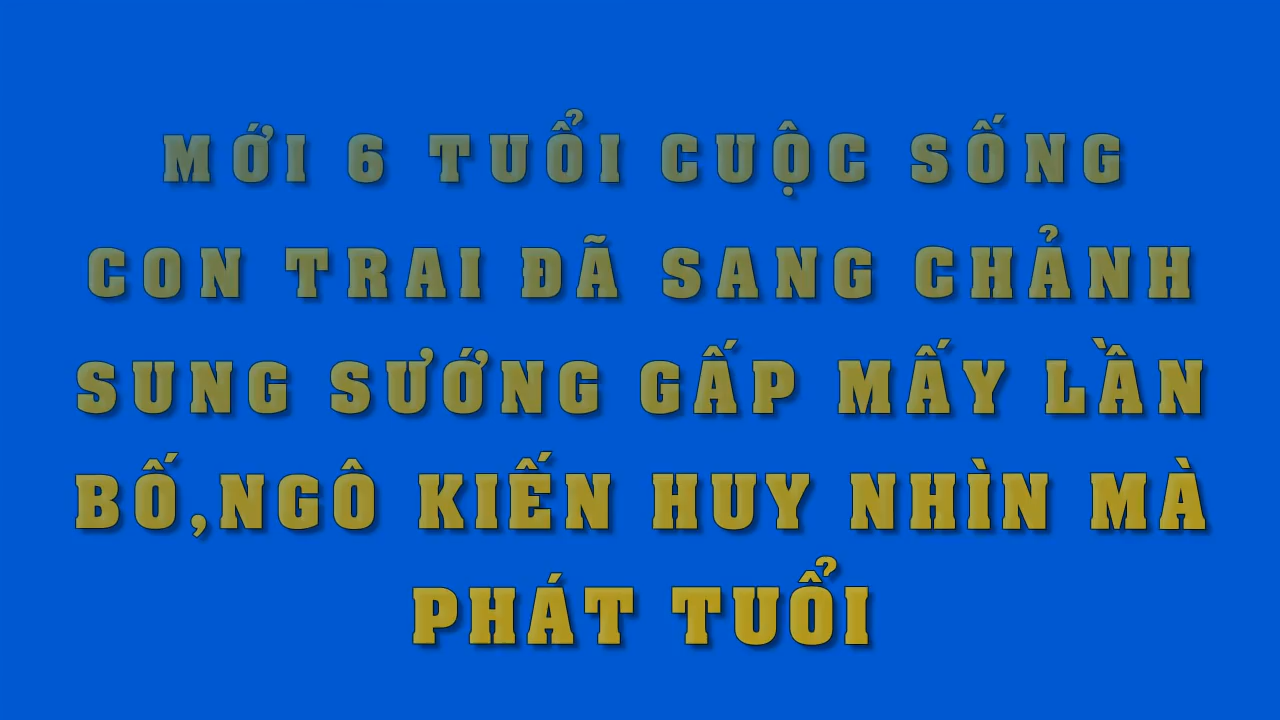 MỚI 6 TUỔI CUỘC SỐNG
CON TRAI ĐÃ SANG CHẢNH
SUNG SƯỚNG GẤP MẤY LẦN
BỐ,NGÔ KIẾN HUY NHÌN MÀ
PHÁT TUỔI